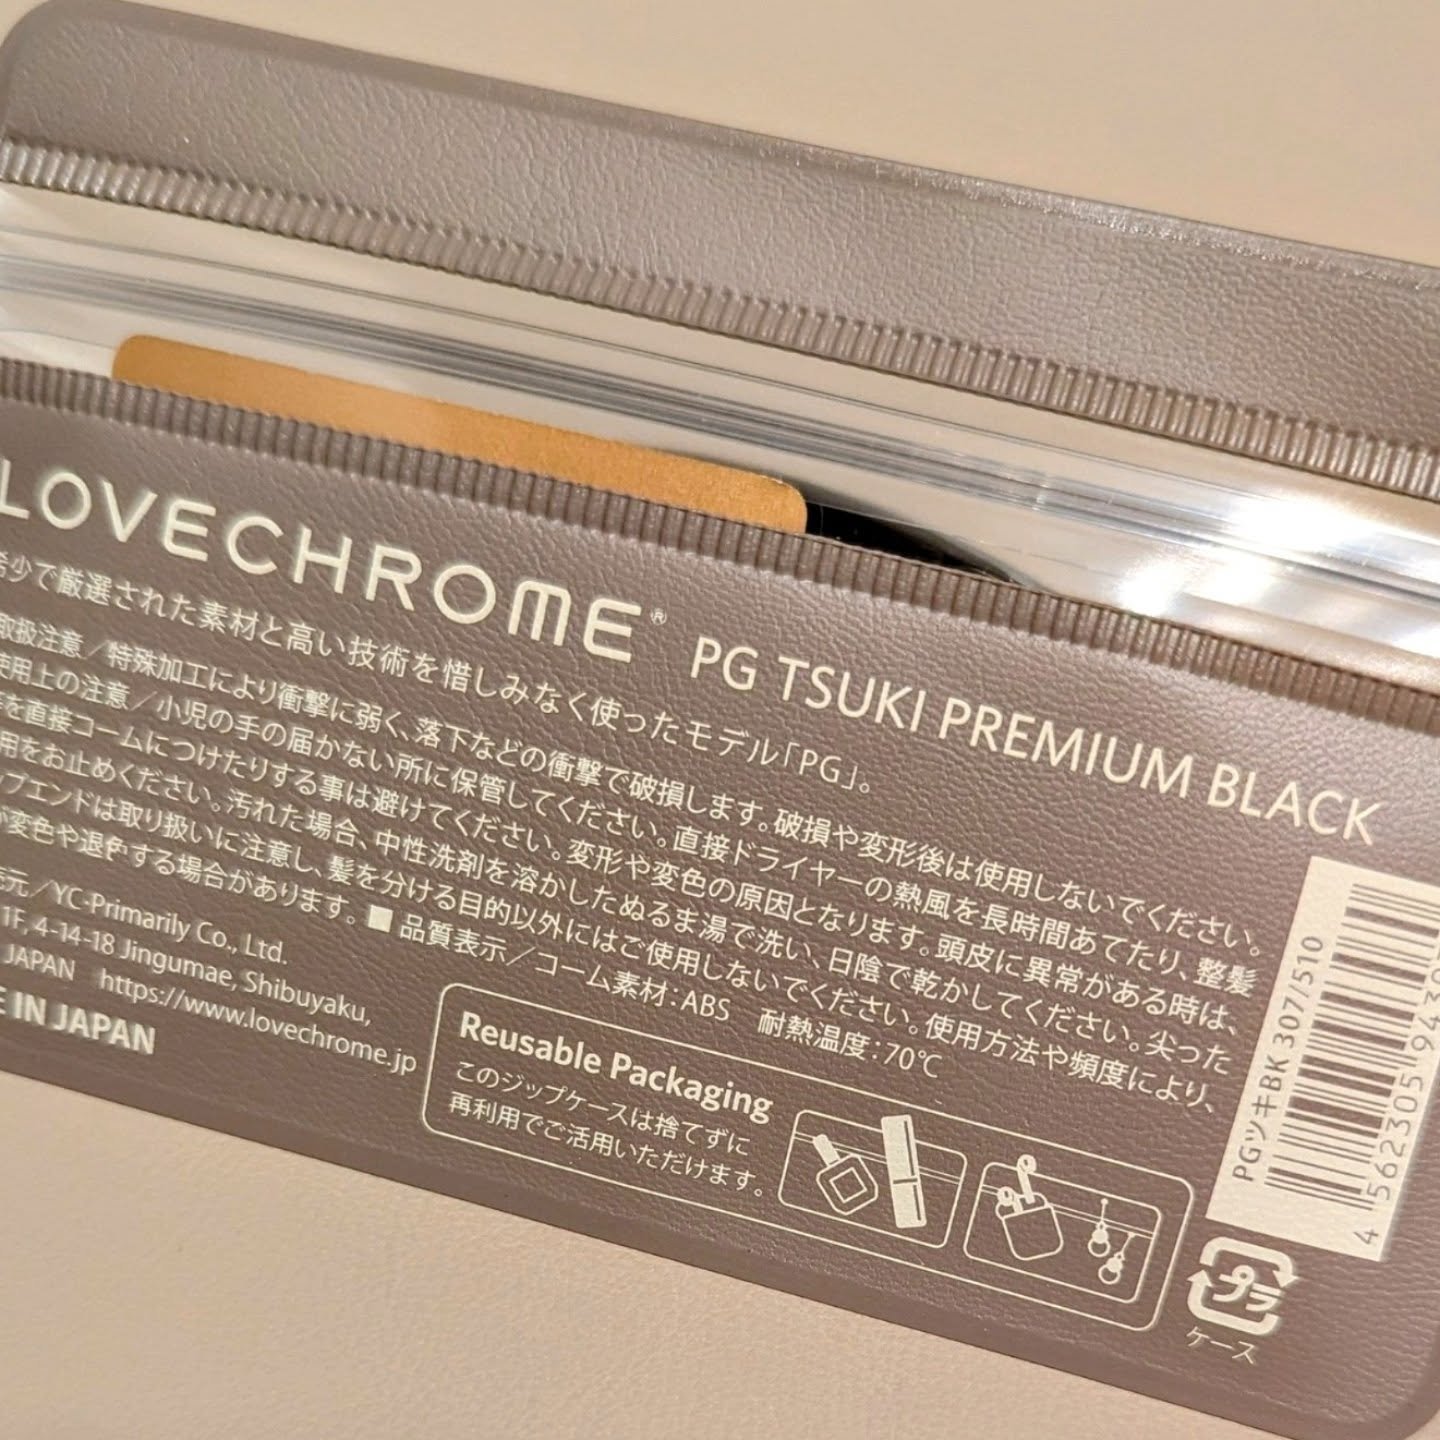 LOVECHROME® PG TSUKI PREMIUM BLACK
希少で厳選された素材と高い技術を惜しみなく使ったモデル「PG」。
取扱注意／特殊加工により衝撃に弱く、落下などの衝撃で破損します。破損や変形後は使用しないでください。
使用上の注意／小児の手の届かない所に保管してください。直接ドライヤーの熱風を長時間あてたり、整髪
を直接コームにつけたりする事は避けてください。変形や変色の原因となります。頭皮に異常がある時は、
用をお止めください。汚れた場合、中性洗剤を溶かしたぬるま湯で洗い、日陰で乾かしてください。尖った
プエンドは取り扱いに注意し、髪を分ける目的以外にはご使用しないでください。使用方法や頻度により、
変色や退色する場合があります。■品質表示／コーム素材：ABS 耐熱温度：70℃
元／YC-Primarily Co., Ltd.
1F, 4-14-18 Jingumae, Shibuyaku,
JAPAN https://www.lovechrome.jp
E IN JAPAN
Reusable Packaging
このジップケースは捨てずに
再利用でご活用いただけます。
PGツキBK 307/510
4 562305 9430
プラ
ケース